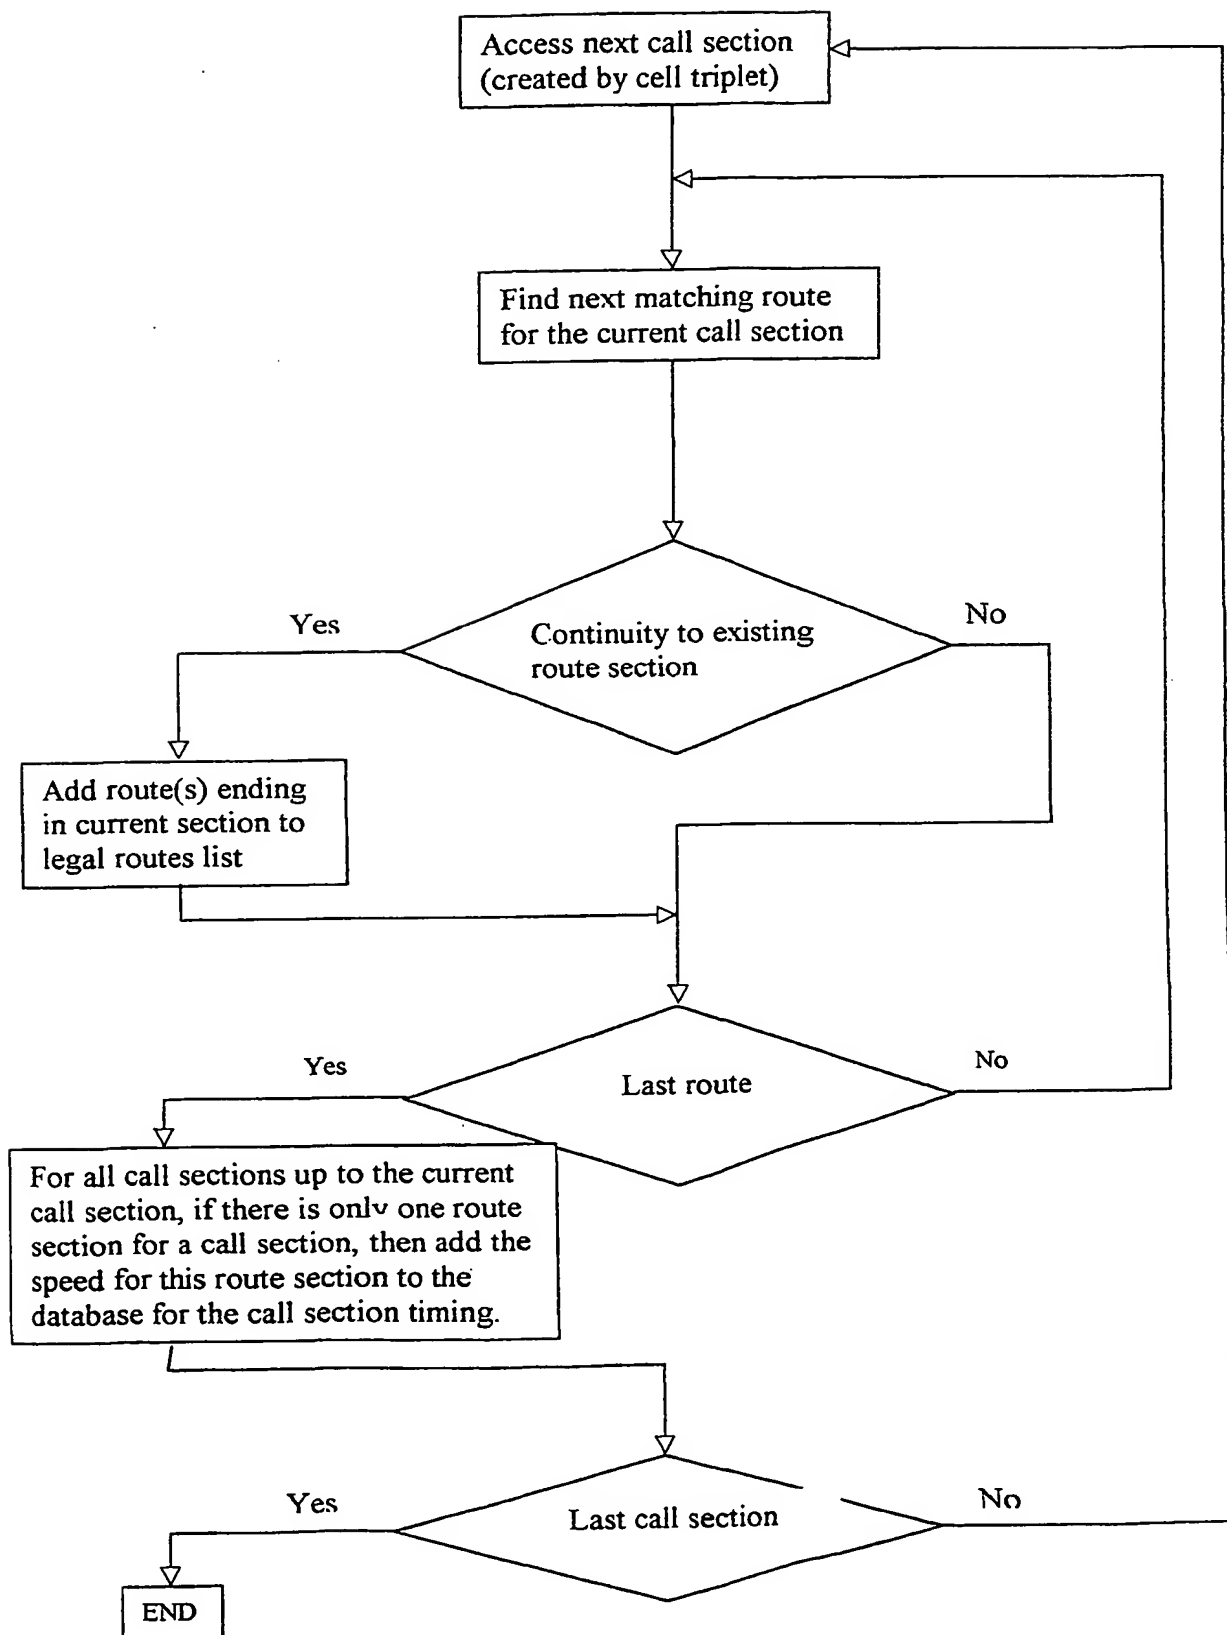 Access next call section
(created by cell triplet)
Find next matching route
for the current call section
Yes
No
Continuity to existing
route section
Add route(s) ending
in current section to
legal routes list
Yes
No
Last route
For all call sections up to the current
call section, if there is only one route
section for a call section, then add the
speed for this route section to the
database for the call section timing.
Yes
No
Last call section
END